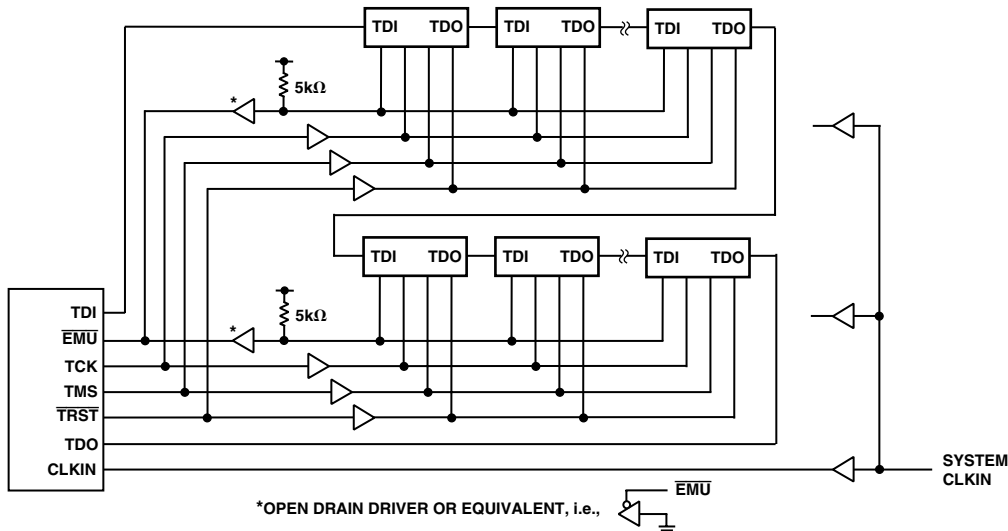 TDI TDO TDI TDO TDI TDO
5kΩ
*
TDI TDO TDI TDO TDI TDO
TDI
5kΩ
*
EMU
TCK
TMS
TRST
TDO
CLKIN
SYSTEM
CLKIN
*OPEN DRAIN DRIVER OR EQUIVALENT, i.e.,
EMU